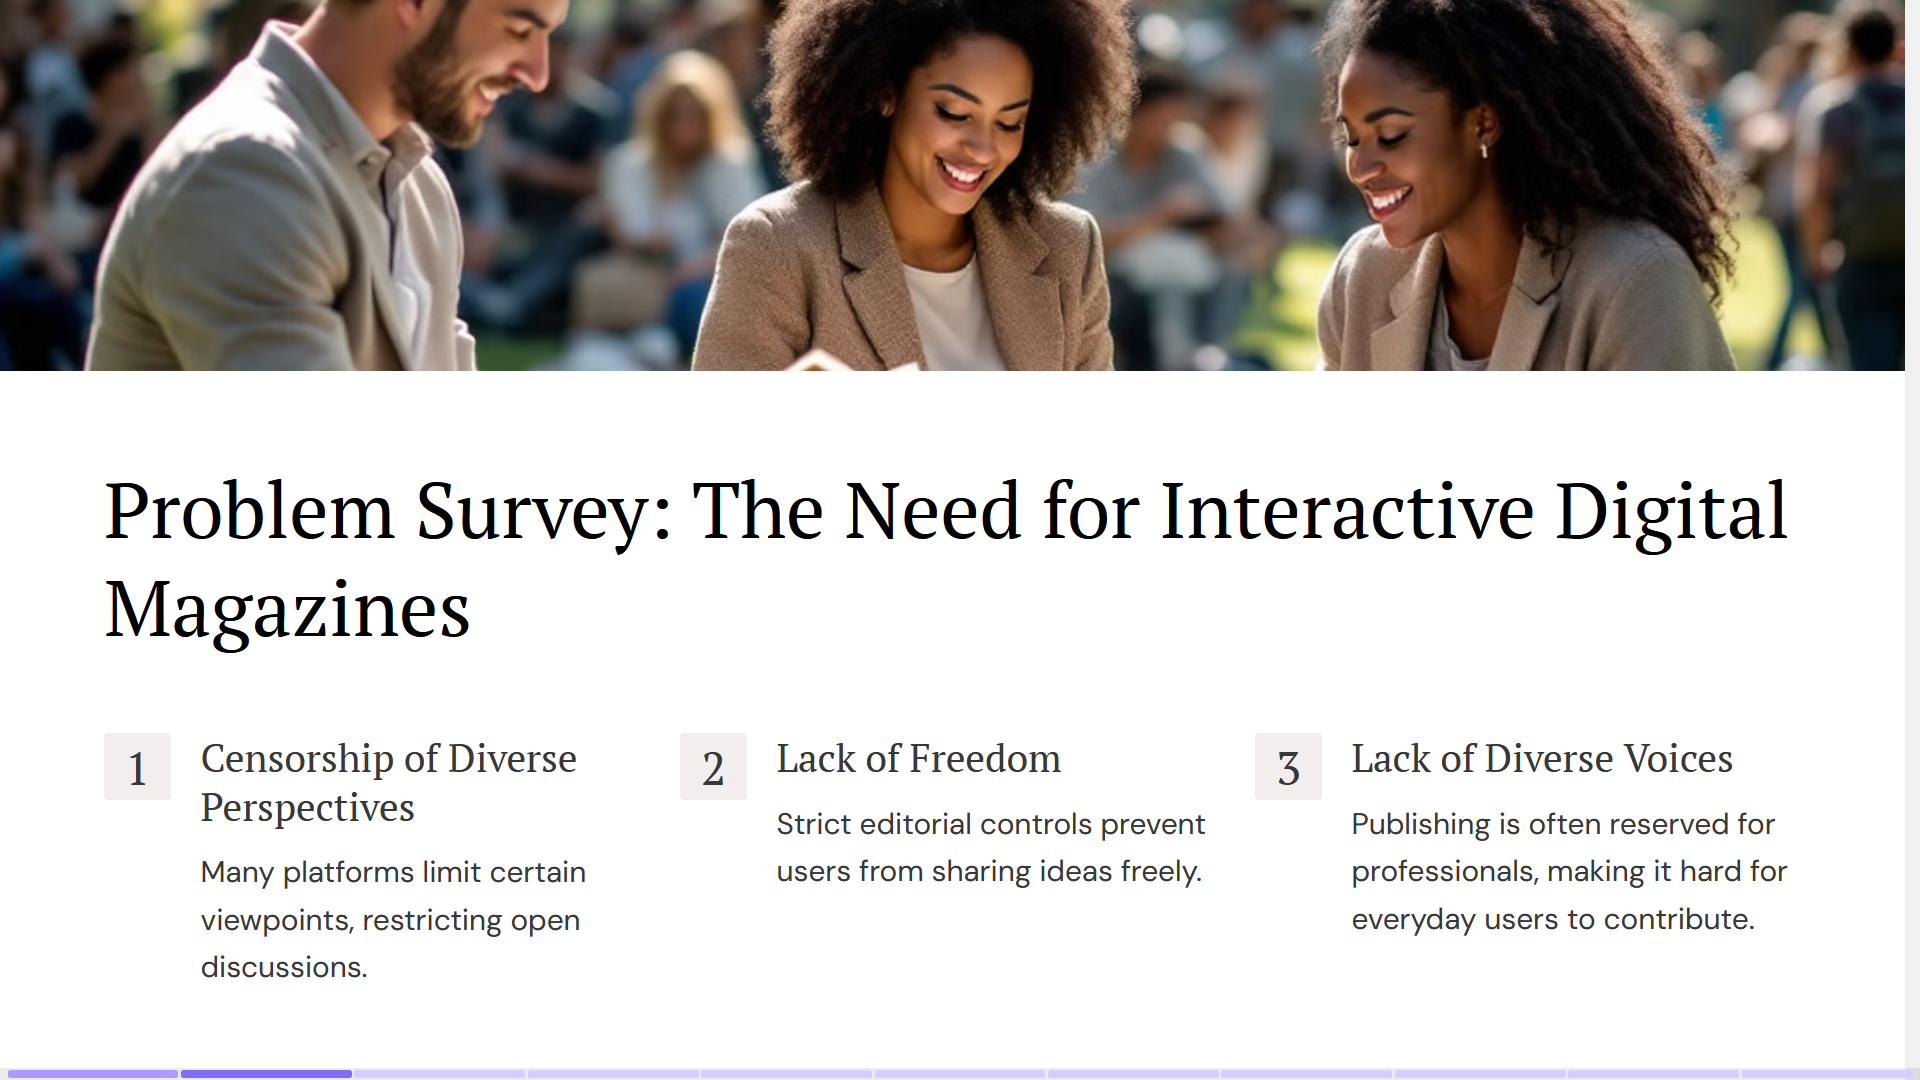 Problem Survey: The Need for Interactive Digital
Magazines
1
Censorship of Diverse
Perspectives
Many platforms limit certain
viewpoints, restricting open
discussions.
2
Lack of Freedom
Strict editorial controls prevent
users from sharing ideas freely.
3
Lack of Diverse Voices
Publishing is often reserved for
professionals, making it hard for
everyday users to contribute.